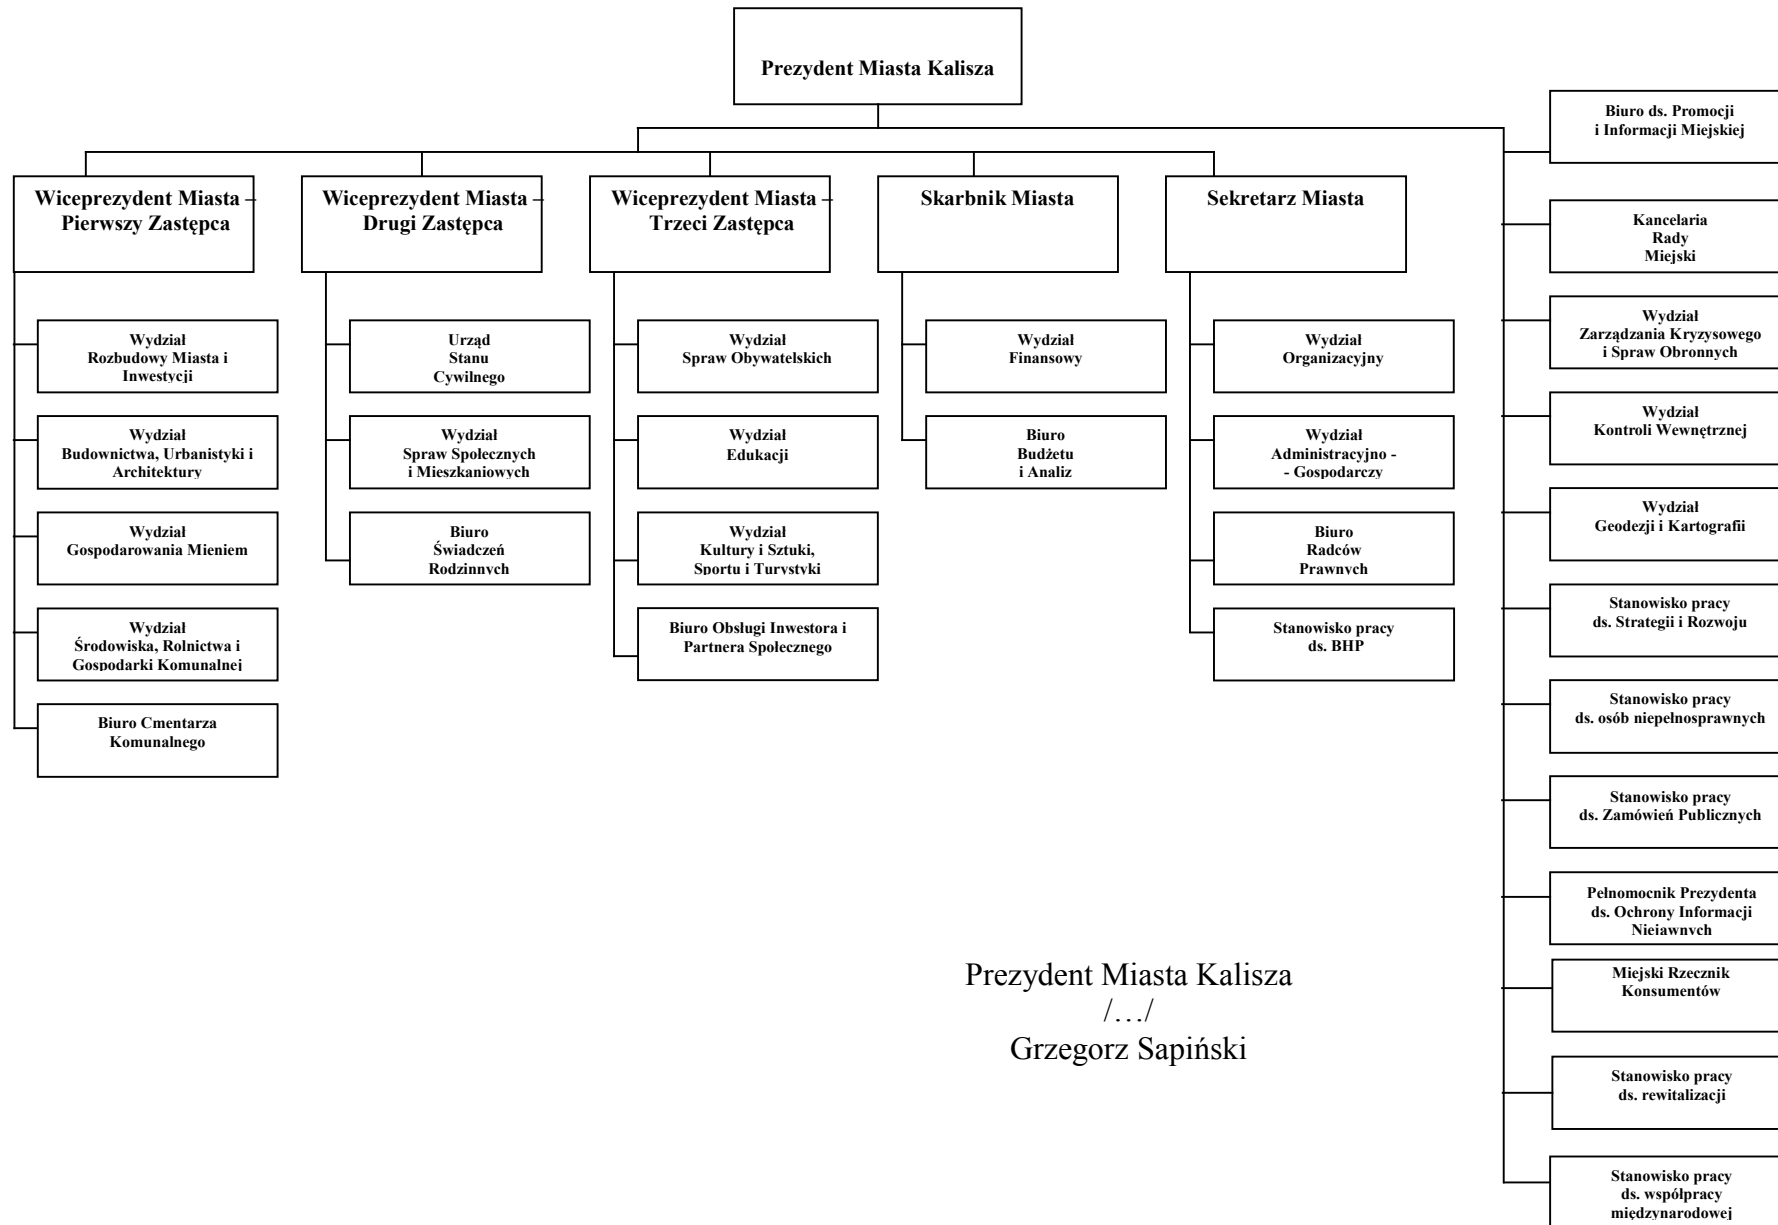 Prezydent Miasta Kalisza
Wiceprezydent Miasta –
Pierwszy Zastępca
Wydział
Rozbudowy Miasta i
Inwestycji
Wydział
Budownictwa, Urbanistyki i
Architektury
Wydział
Gospodarowania Mieniem
Wydział
Środowiska, Rolnictwa i
Gospodarki Komunalnej
Biuro Cmentarza
Komunalnego
Wiceprezydent Miasta –
Drugi Zastępca
Urząd
Stanu
Cywilnego
Wydział
Spraw Społecznych
i Mieszkaniowych
Biuro
Świadczeń
Rodzinnych
Wiceprezydent Miasta –
Trzeci Zastępca
Wydział
Spraw Obywatelskich
Wydział
Edukacji
Wydział
Kultury i Sztuki,
Sportu i Turystyki
Biuro Obsługi Inwestora i
Partnera Społecznego
Skarbnik Miasta
Wydział
Finansowy
Biuro
Budżetu
i Analiz
Sekretarz Miasta
Wydział
Organizacyjny
Wydział
Administracyjno -
- Gospodarczy
Biuro
Radców
Prawnych
Stanowisko pracy
ds. BHP
Biuro ds. Promocji
i Informacji Miejskiej
Kancelaria
Rady
Miejski
Wydział
Zarządzania Kryzysowego
i Spraw Obronnych
Wydział
Kontroli Wewnętrznej
Wydział
Geodezji i Kartografii
Stanowisko pracy
ds. Strategii i Rozwoju
Stanowisko pracy
ds. osób niepełnosprawnych
Stanowisko pracy
ds. Zamówień Publicznych
Pełnomocnik Prezydenta
ds. Ochrony Informacji
Niejawnych
Miejski Rzecznik
Konsumentów
Stanowisko pracy
ds. rewitalizacji
Stanowisko pracy
ds. współpracy
międzynarodowej
Prezydent Miasta Kalisza
/…/
Grzegorz Sapiński